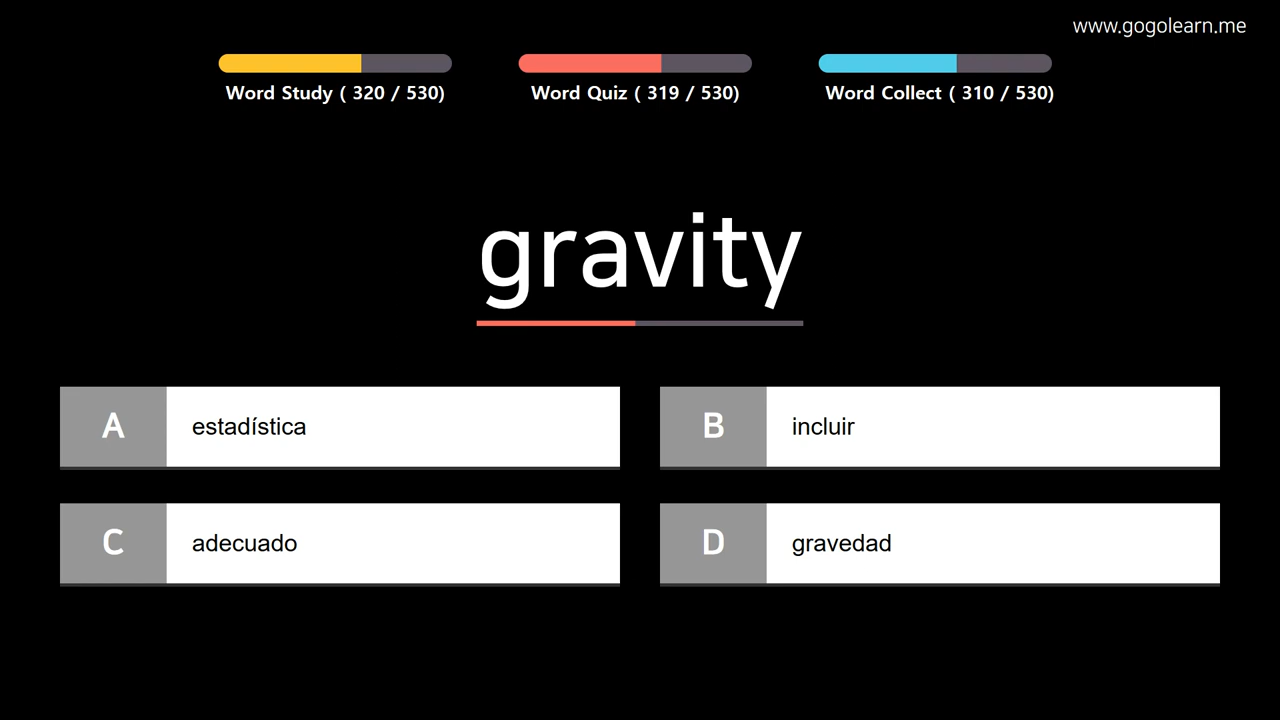 www.gogolearn.me
Word Study ( 320 / 530)
Word Quiz ( 319 / 530)
Word Collect ( 310 / 530)
gravity
A estadística
B incluir
C adecuado
D gravedad